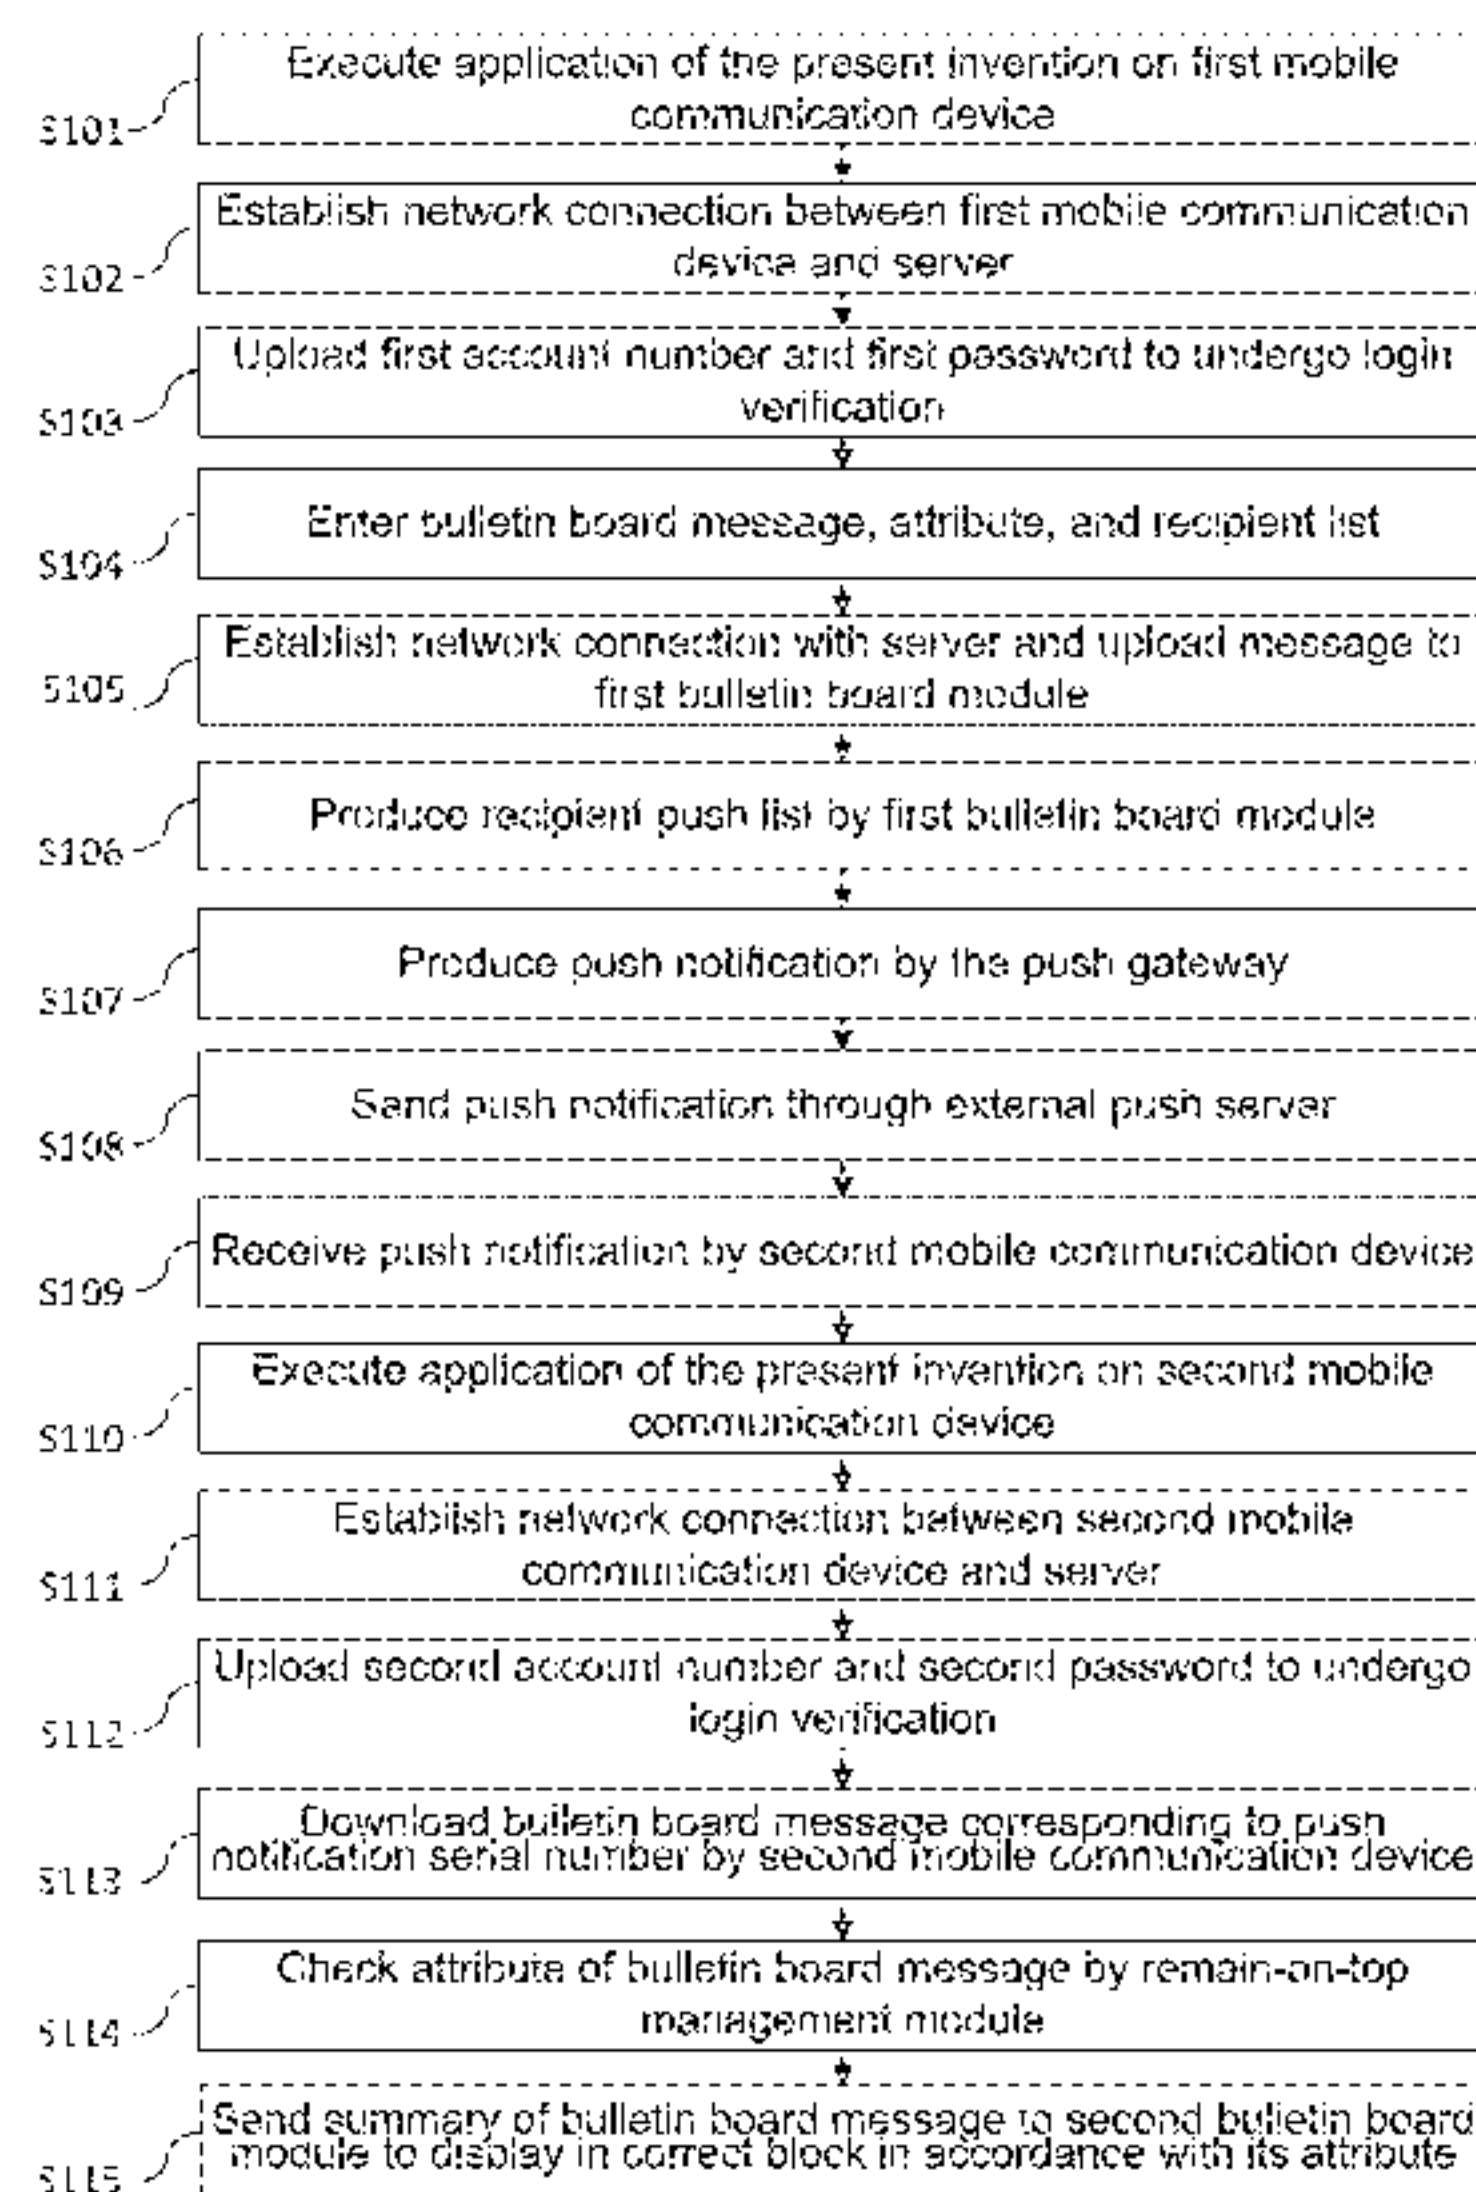 Execute application of the present invention on first mobile
communication device
S101
Establish network connection between first mobile communication
device and server
S102
Upload first account number and first password to undergo login
verification
S103
Enter bulletin board message, attribute, and recipient list
S104
Establish network connection with server and upload message to
first bulletin board module
S105
Produce recipient push list by first bulletin board module
S106
Produce push notification by the push gateway
S107
Send push notification through external push server
S108
Receive push notification by second mobile communication device
S109
Execute application of the present invention on second mobile
communication device
S110
Establish network connection between second mobile
communication device and server
S111
Upload second account number and second password to undergo
login verification
S112
Download bulletin board message corresponding to push
notification serial number by second mobile communication device
S113
Check attribute of bulletin board message by remain-on-top
management module
S114
Send summary of bulletin board message to second bulletin board
module to display in correct block in accordance with its attribute
S115